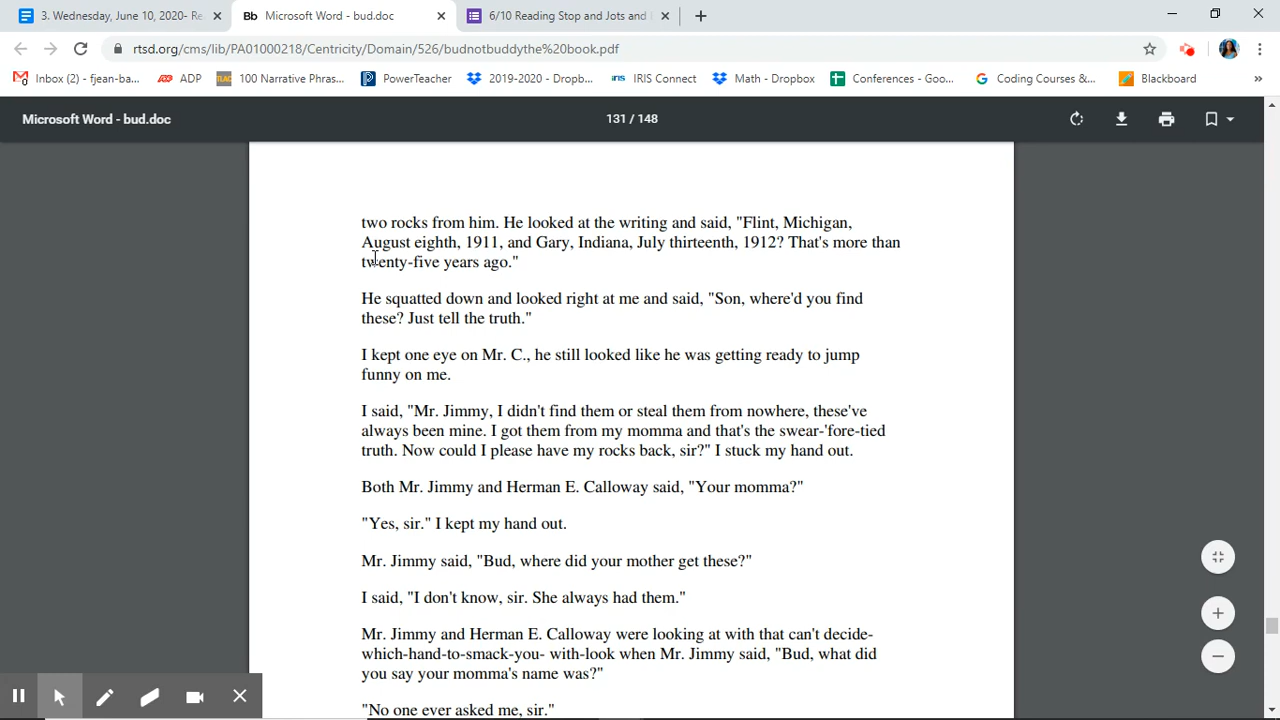 3. Wednesday, June 10, 2020- Re
Bb Microsoft Word - bud.doc
6/10 Reading Stop and Jots and
rtsd.org/cms/lib/PA01000218/Centricity/Domain/526/budnotbuddythe%20book.pdf
Inbox (2) - fjean-ba... ADP 100 Narrative Phras... PowerTeacher 2019-2020 - Dropb... IRIS Connect Math - Dropbox Conferences - Goo... Coding Courses &... Blackboard »
Microsoft Word - bud.doc 131 / 148
two rocks from him. He looked at the writing and said, "Flint, Michigan,
August eighth, 1911, and Gary, Indiana, July thirteenth, 1912? That's more than
twenty-five years ago."
He squatted down and looked right at me and said, "Son, where'd you find
these? Just tell the truth."
I kept one eye on Mr. C., he still looked like he was getting ready to jump
funny on me.
I said, "Mr. Jimmy, I didn't find them or steal them from nowhere, these've
always been mine. I got them from my momma and that's the swear-'fore-tied
truth. Now could I please have my rocks back, sir?" I stuck my hand out.
Both Mr. Jimmy and Herman E. Calloway said, "Your momma?"
"Yes, sir." I kept my hand out.
Mr. Jimmy said, "Bud, where did your mother get these?"
I said, "I don't know, sir. She always had them."
Mr. Jimmy and Herman E. Calloway were looking at with that can't decide-
which-hand-to-smack-you- with-look when Mr. Jimmy said, "Bud, what did
you say your momma's name was?"
"No one ever asked me, sir."